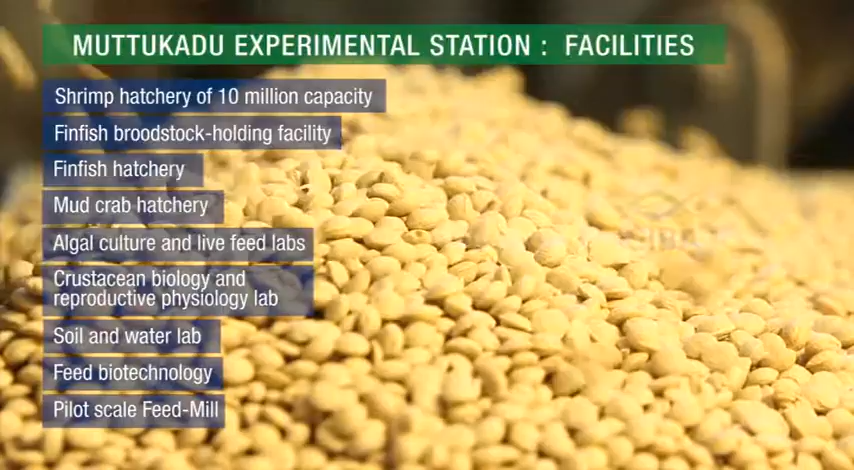 MUTTUKADU EXPERIMENTAL STATION : FACILITIES
Shrimp hatchery of 10 million capacity
Finfish broodstock-holding facility
Finfish hatchery
Mud crab hatchery
Algal culture and live feed labs
Crustacean biology and
reproductive physiology lab
Soil and water lab
Feed biotechnology
Pilot scale Feed-Mill